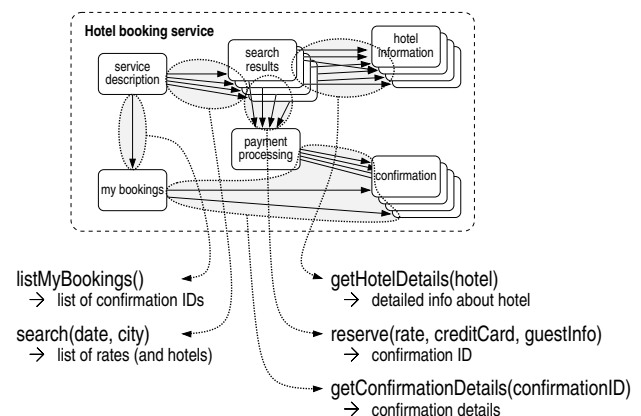 Hotel booking service
service
description
search
results
hotel
information
payment
processing
my bookings
confirmation
listMyBookings()
→ list of confirmation IDs
search(date, city)
→ list of rates (and hotels)
getHotelDetails(hotel)
→ detailed info about hotel
reserve(rate, creditCard, guestInfo)
→ confirmation ID
getConfirmationDetails(confirmationID)
→ confirmation details